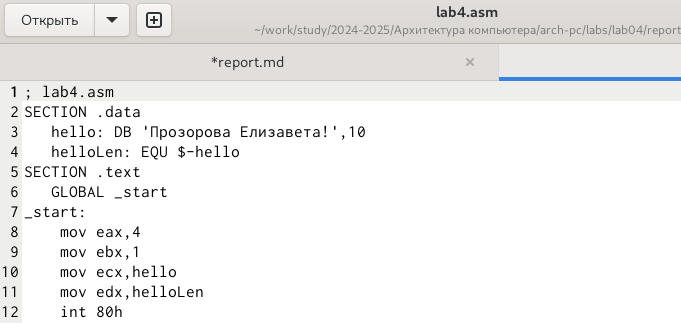 Открыть
lab4.asm
~/work/study/2024-2025/Архитектура компьютера/arch-pc/labs/lab04/report
*report.md ×
1 ; lab4.asm
2 SECTION .data
3    hello: DB 'Прозорова Елизавета!',10
4    helloLen: EQU $-hello
5 SECTION .text
6    GLOBAL _start
7 _start:
8     mov eax,4
9     mov ebx,1
10     mov ecx,hello
11     mov edx,helloLen
12     int 80h